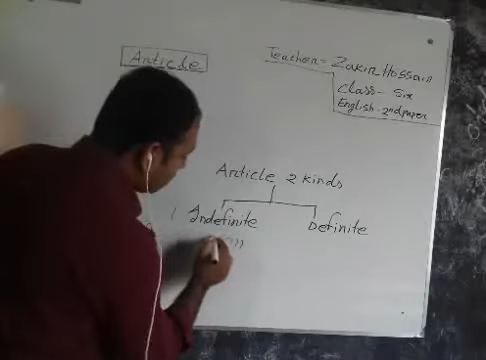 Article
Teacher- Zakir Hossain
Class- Six
English- 2nd paper
Article 2 kinds
Indefinite
Definite